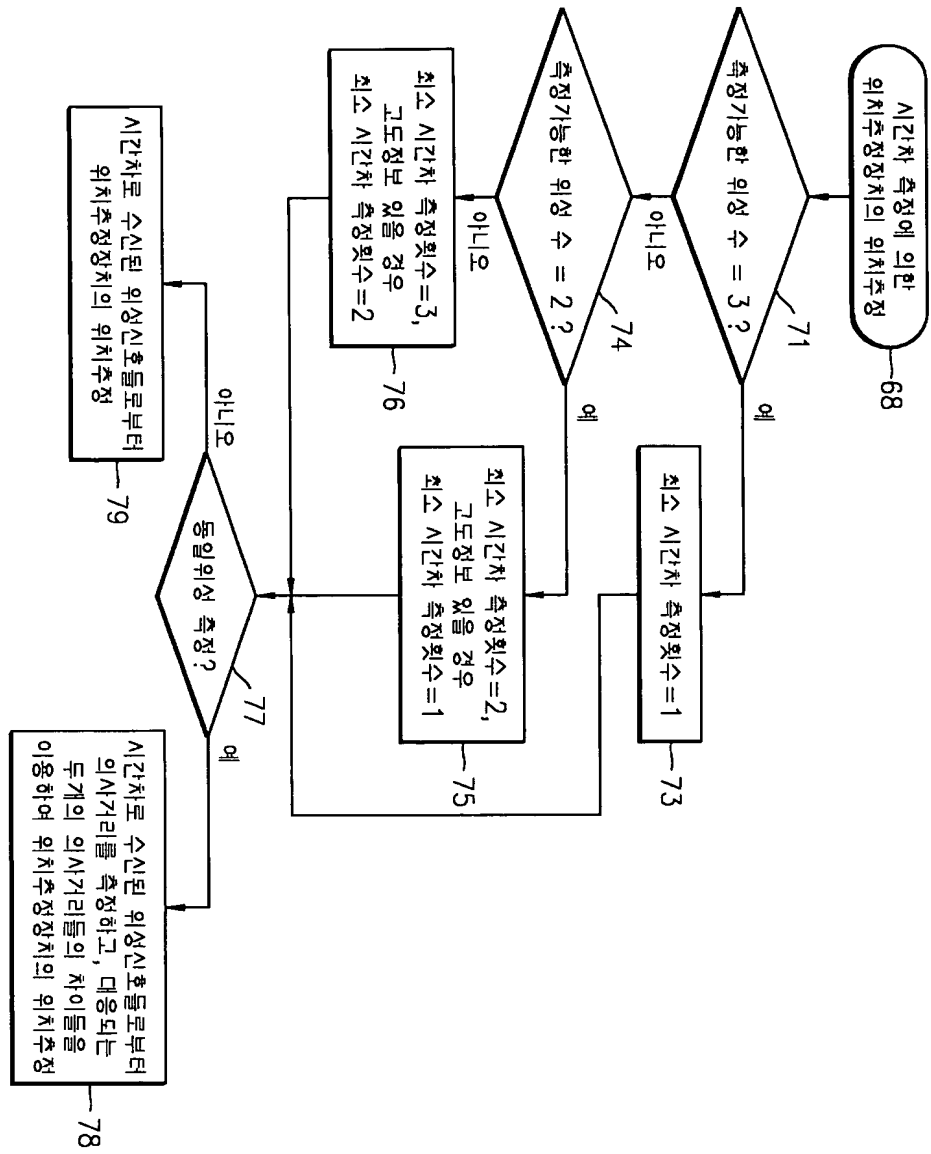 시간차 측정에 의한
위치추정장치의 위치추정
68
측정가능한 위성 수 = 3 ?
71
예
아니오
최소 시간차 측정횟수=1
73
측정가능한 위성 수 = 2 ?
74
예
아니오
최소 시간차 측정횟수=2,
고도정보 있을 경우
최소 시간차 측정횟수=1
75
최소 시간차 측정횟수=3,
고도정보 있을 경우
최소 시간차 측정횟수=2
76
동일위성 측정?
77
예
아니오
시간차로 수신된 위성신호들로부터
의사거리를 측정하고, 대응되는
두개의 의사거리들의 차이들을
이용하여 위치추정장치의 위치추정
78
시간차로 수신된 위성신호들로부터
위치추정장치의 위치추정
79